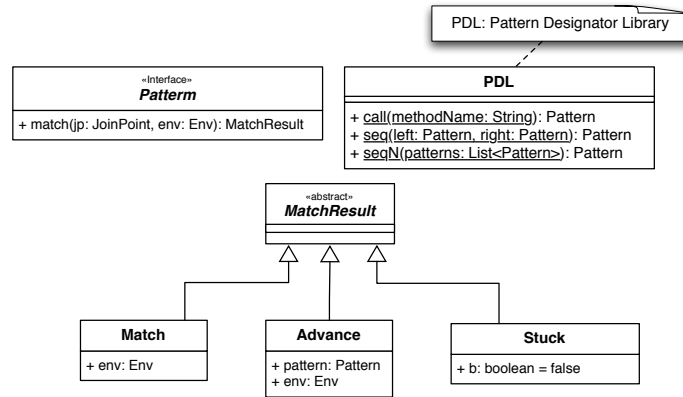 PDL: Pattern Designator Library
«Interface»
Patterm
+ match(jp: JoinPoint, env: Env): MatchResult
PDL
+ call(methodName: String): Pattern
+ seq(left: Pattern, right: Pattern): Pattern
+ seqN(patterns: List<Pattern>): Pattern
«abstract»
MatchResult
Match
+ env: Env
Advance
+ pattern: Pattern
+ env: Env
Stuck
+ b: boolean = false